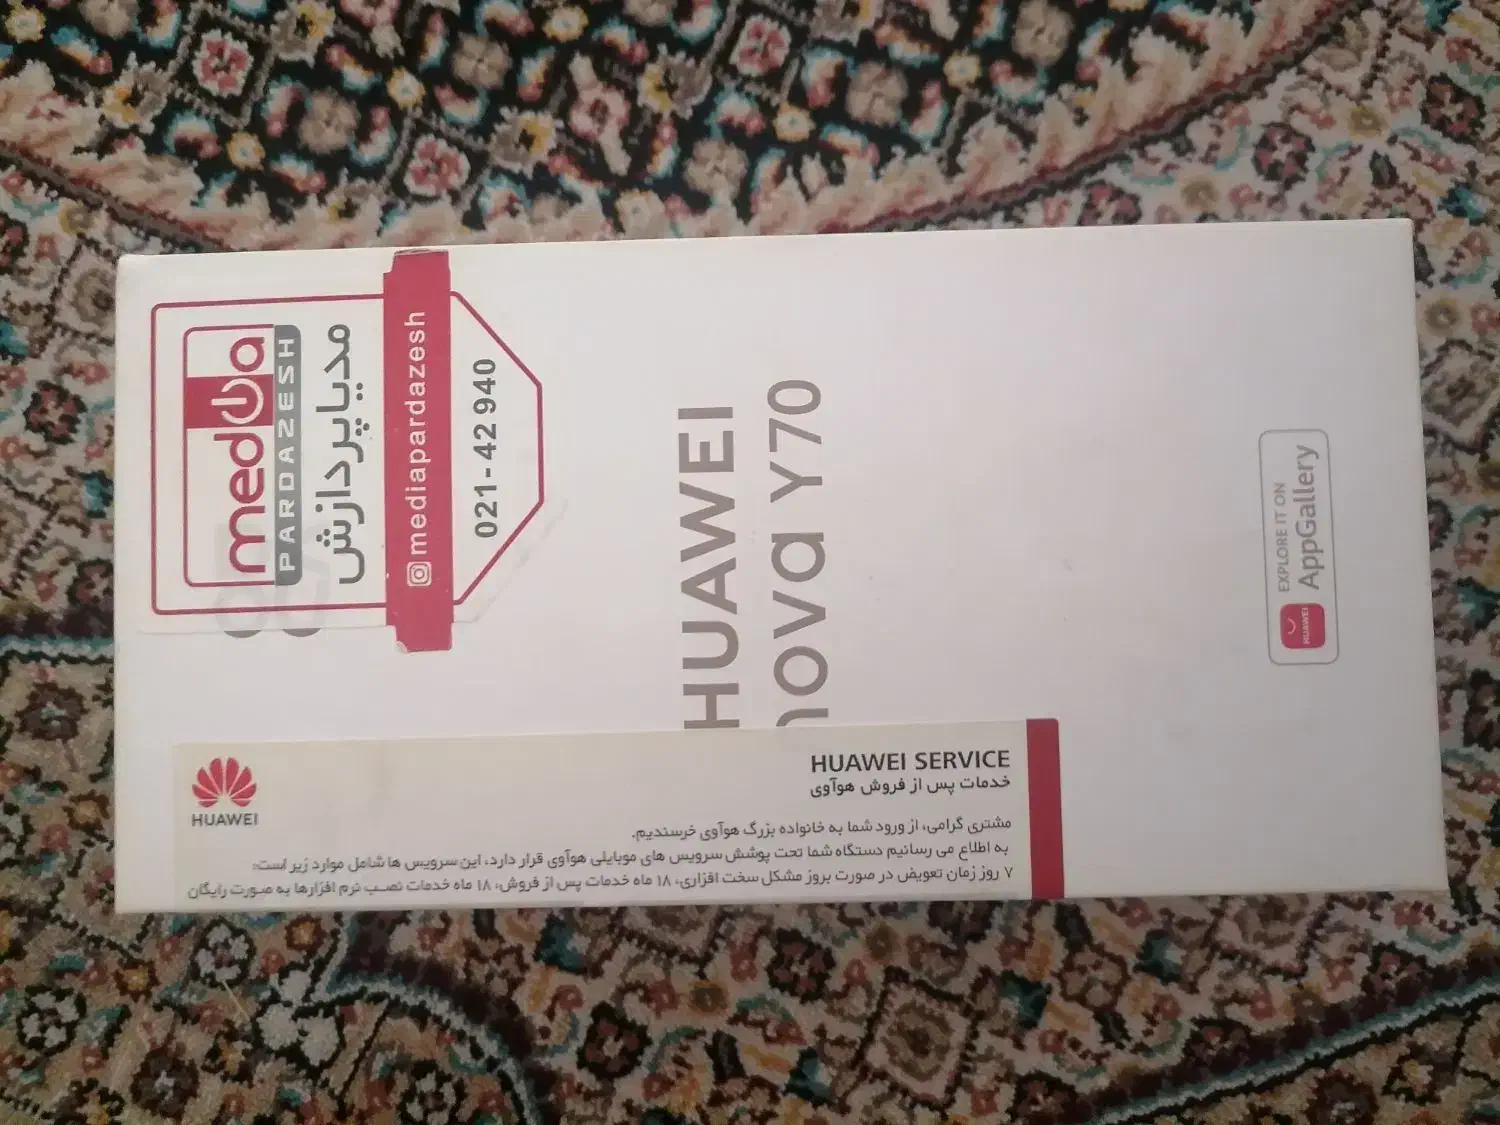 media
PARDAZESH
مدیاپردازش
mediapardazesh
021-42 940
HUAWEI
nova Y70
EXPLORE IT ON
AppGallery
HUAWEI
HUAWEI
HUAWEI SERVICE
خدمات پس از فروش هوآوی
مشتری گرامی، از ورود شما به خانواده بزرگ هوآوی خرسندیم.
به اطلاع می رسانیم دستگاه شما تحت پوشش سرویس های موبایلی هوآوی قرار دارد، این سرویس ها شامل موارد زیر است:
۷ روز زمان تعویض در صورت بروز مشکل سخت افزاری، ۱۸ ماه خدمات پس از فروش، ۱۸ ماه خدمات نصب نرم افزارها به صورت رایگان